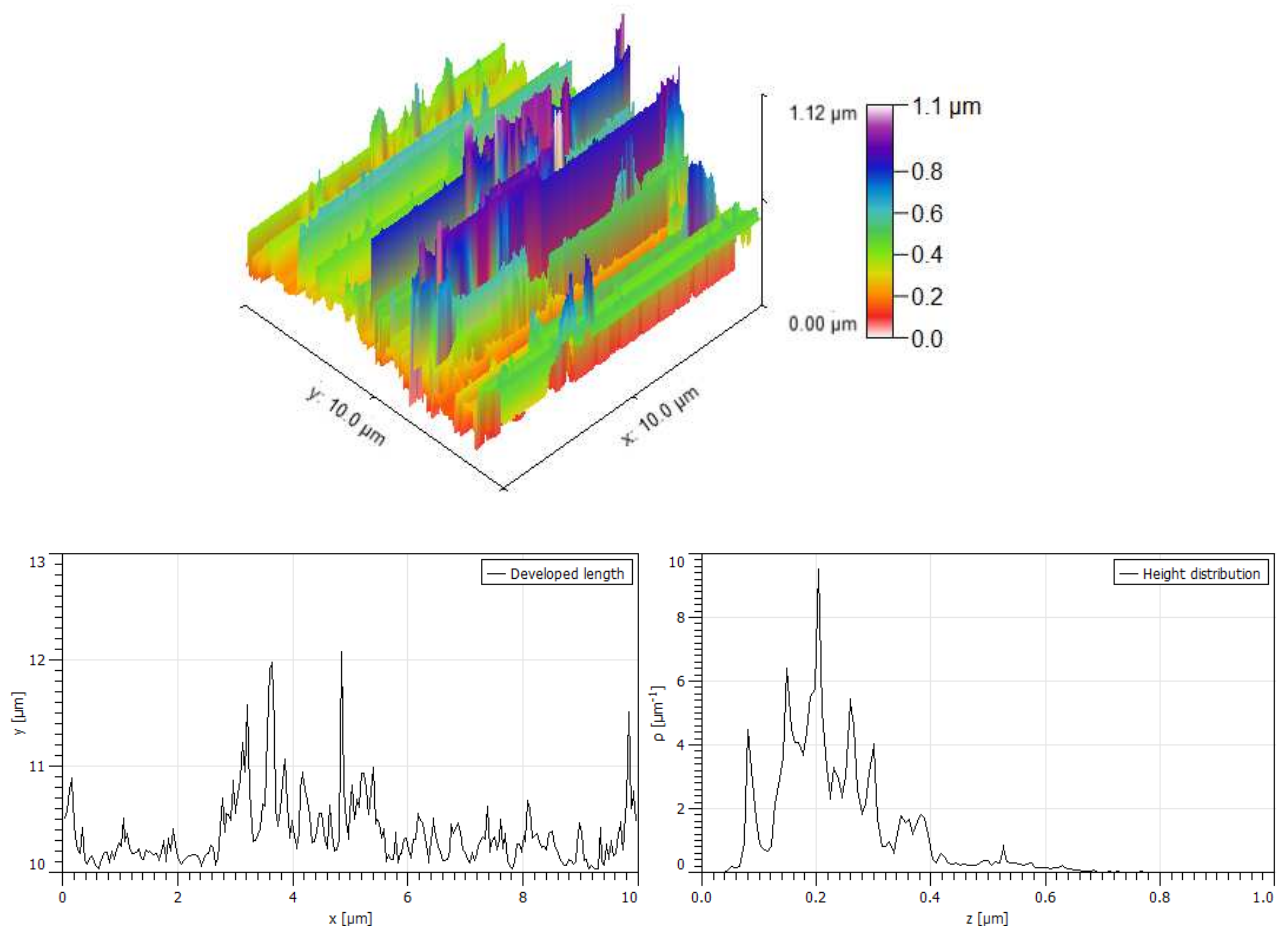 1.12 µm
0.00 µm
1.1 µm
0.8
0.6
0.4
0.2
0.0
y: 10.0 µm
x: 10.0 µm
13
12
11
10
y [µm]
Developed length
0 2 4 6 8 10
x [µm]
10
8
6
4
2
0
ρ [µm⁻¹]
Height distribution
0.0 0.2 0.4 0.6 0.8 1.0
z [µm]